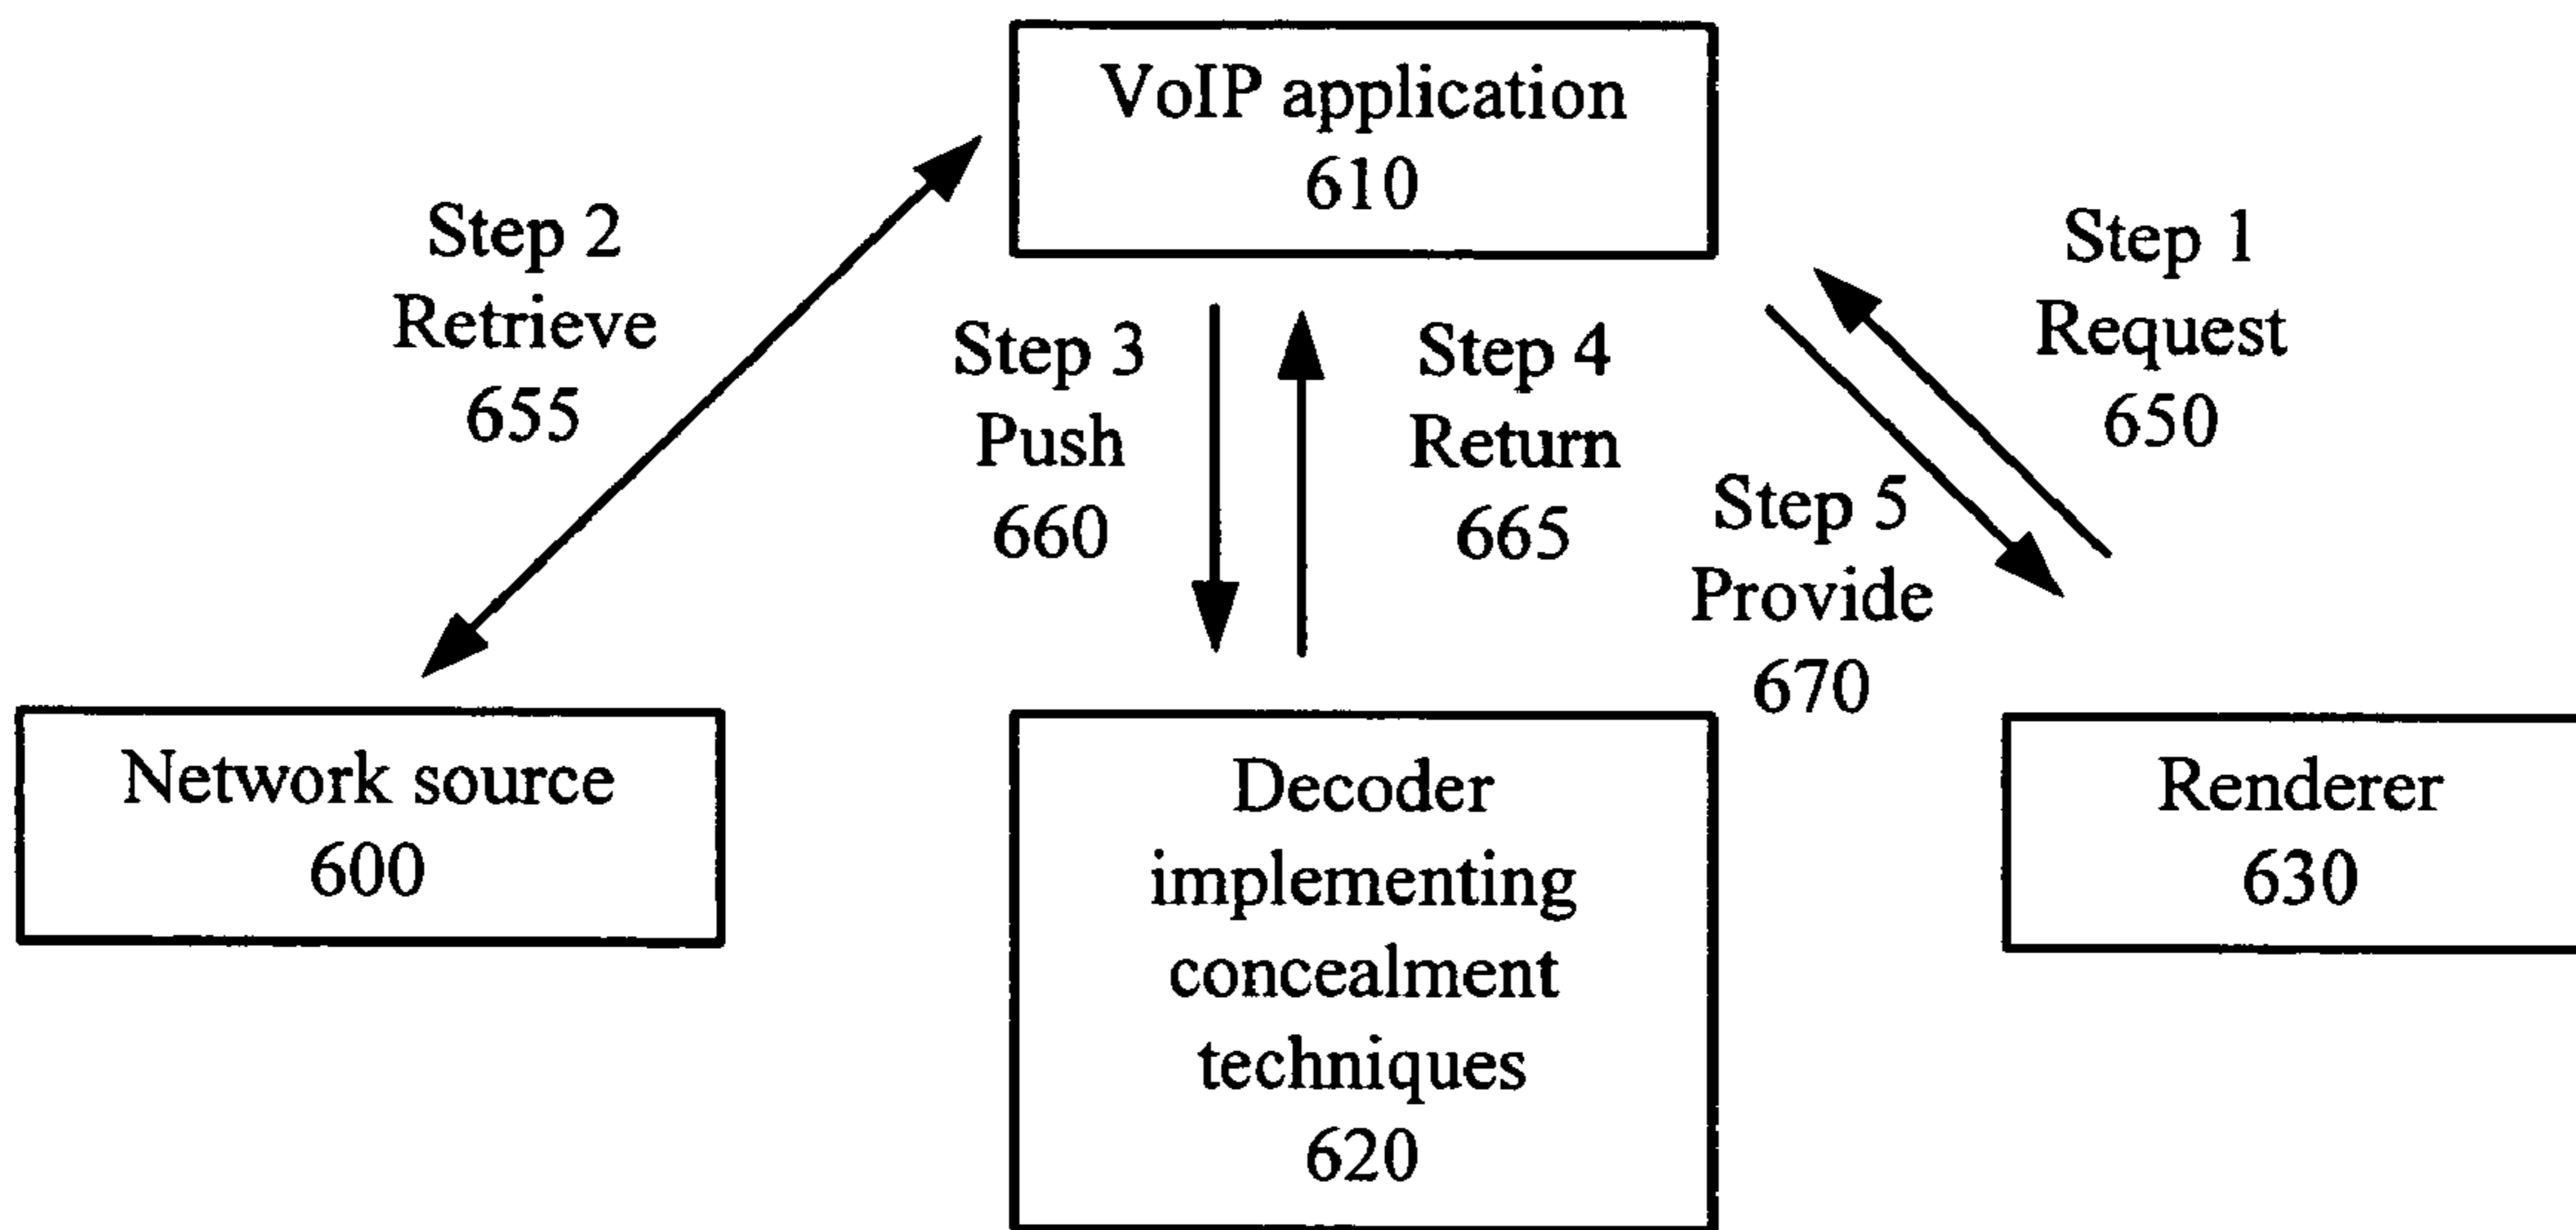 VoIP application
610
Step 2
Retrieve
655
Step 3
Push
660
Step 4
Return
665
Step 1
Request
650
Step 5
Provide
670
Network source
600
Decoder
implementing
concealment
techniques
620
Renderer
630